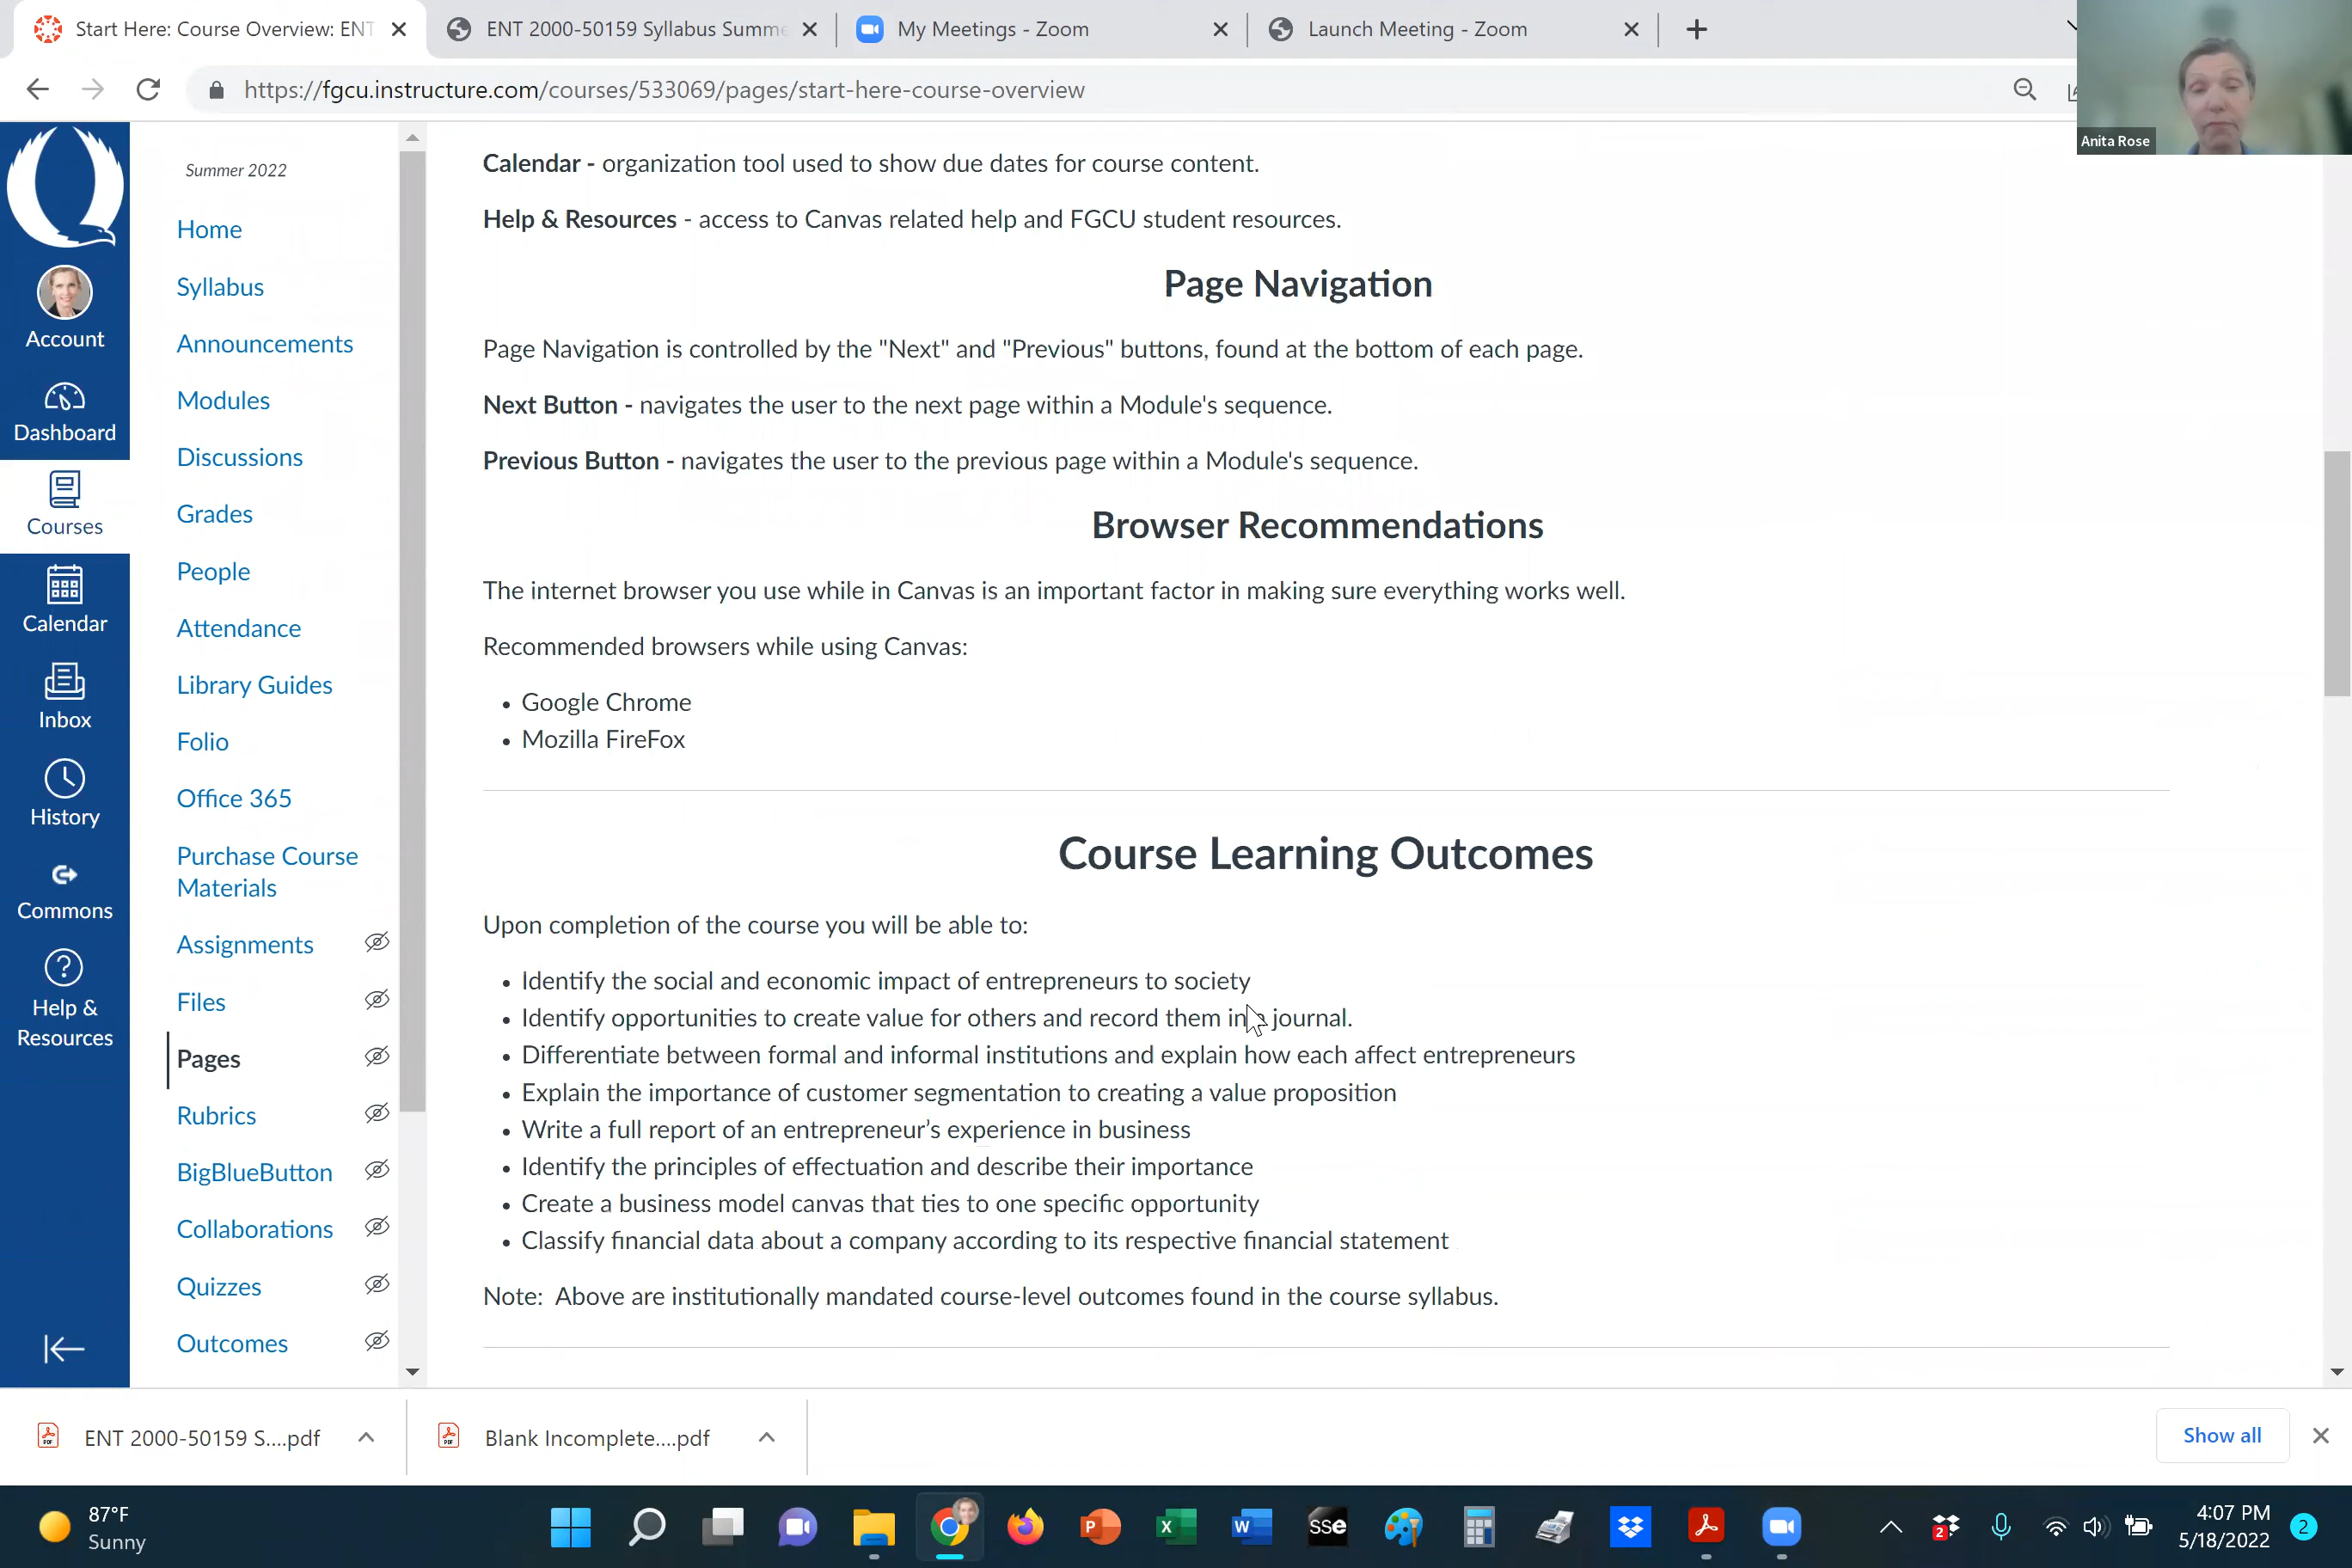 Start Here: Course Overview: ENT
ENT 2000-50159 Syllabus Summe
My Meetings - Zoom
Launch Meeting - Zoom
https://fgcu.instructure.com/courses/533069/pages/start-here-course-overview
Anita Rose
Account
Dashboard
Courses
Calendar
Inbox
History
Commons
Help &
Resources
Summer 2022
Home
Syllabus
Announcements
Modules
Discussions
Grades
People
Attendance
Library Guides
Folio
Office 365
Purchase Course
Materials
Assignments
Files
Pages
Rubrics
BigBlueButton
Collaborations
Quizzes
Outcomes
Calendar - organization tool used to show due dates for course content.
Help & Resources - access to Canvas related help and FGCU student resources.
Page Navigation
Page Navigation is controlled by the "Next" and "Previous" buttons, found at the bottom of each page.
Next Button - navigates the user to the next page within a Module's sequence.
Previous Button - navigates the user to the previous page within a Module's sequence.
Browser Recommendations
The internet browser you use while in Canvas is an important factor in making sure everything works well.
Recommended browsers while using Canvas:
• Google Chrome
• Mozilla FireFox
Course Learning Outcomes
Upon completion of the course you will be able to:
• Identify the social and economic impact of entrepreneurs to society
• Identify opportunities to create value for others and record them in a journal.
• Differentiate between formal and informal institutions and explain how each affect entrepreneurs
• Explain the importance of customer segmentation to creating a value proposition
• Write a full report of an entrepreneur’s experience in business
• Identify the principles of effectuation and describe their importance
• Create a business model canvas that ties to one specific opportunity
• Classify financial data about a company according to its respective financial statement
Note: Above are institutionally mandated course-level outcomes found in the course syllabus.
ENT 2000-50159 S....pdf
Blank Incomplete....pdf
Show all
87°F
Sunny
P
X
W
sse
2
4:07 PM
5/18/2022
2